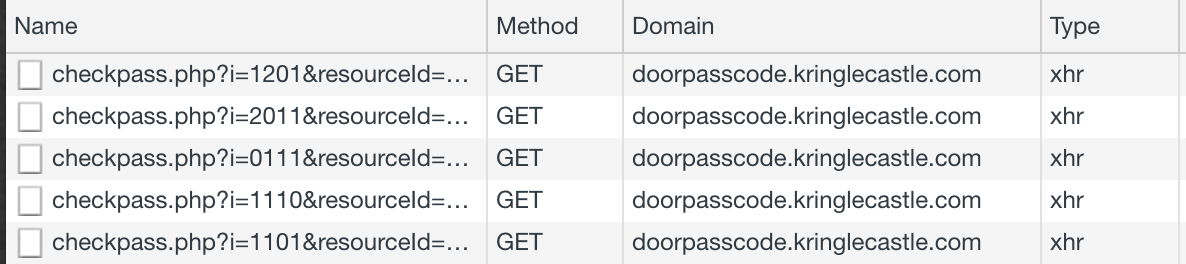 Name Method Domain Type
checkpass.php?i=1201&resourceId=... GET doorpasscode.kringlecastle.com xhr
checkpass.php?i=2011&resourceId=... GET doorpasscode.kringlecastle.com xhr
checkpass.php?i=0111&resourceId=... GET doorpasscode.kringlecastle.com xhr
checkpass.php?i=1110&resourceId=... GET doorpasscode.kringlecastle.com xhr
checkpass.php?i=1101&resourceId=... GET doorpasscode.kringlecastle.com xhr